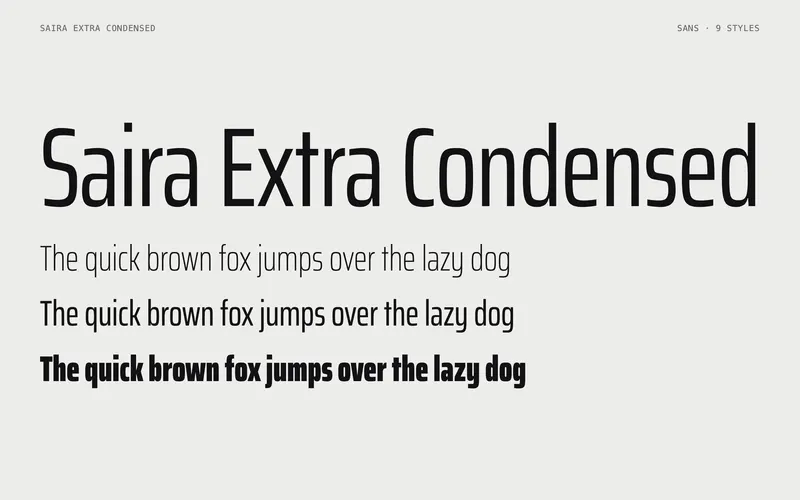 SAIRA EXTRA CONDENSED
SANS · 9 STYLES
Saira Extra Condensed
The quick brown fox jumps over the lazy dog
The quick brown fox jumps over the lazy dog
The quick brown fox jumps over the lazy dog